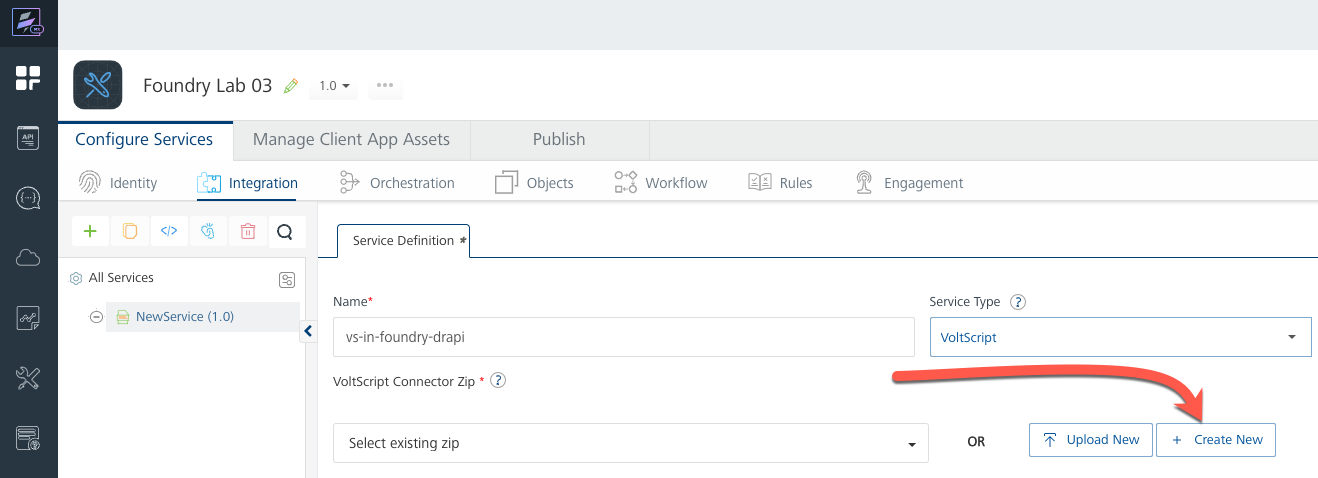 Foundry Lab 03 1.0
Configure Services Manage Client App Assets Publish
API Identity Integration Orchestration Objects Workflow Rules Engagement
</> Service Definition *
All Services
Name* Service Type ?
NewService (1.0)
vs-in-foundry-drapi VoltScript
VoltScript Connector Zip * ?
Select existing zip OR Upload New + Create New